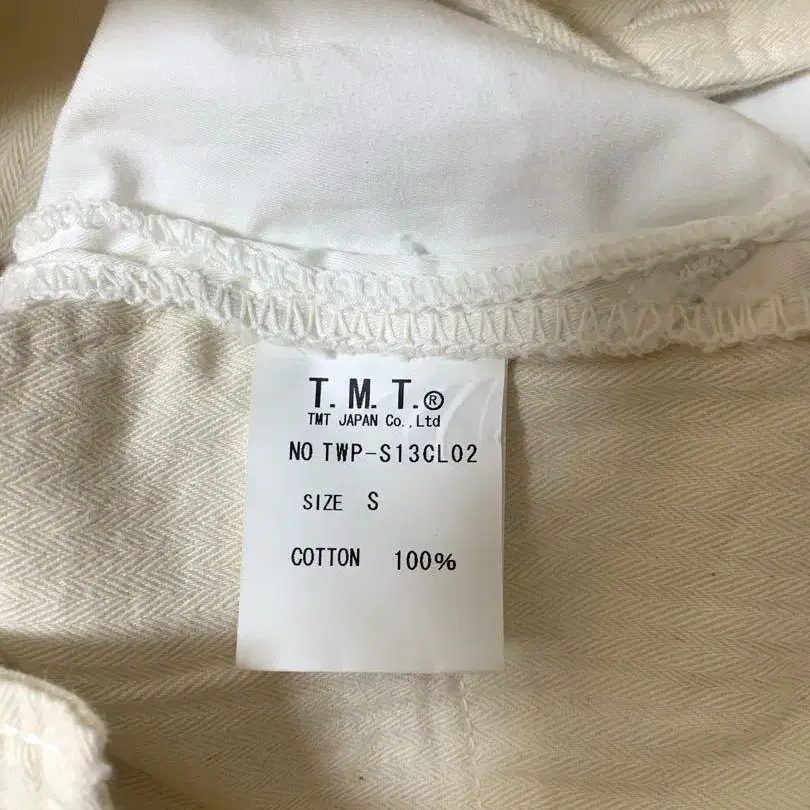 T.M.T.®
TMT JAPAN Co.,Ltd
NO TWP-S13CL02
SIZE S
COTTON 100%